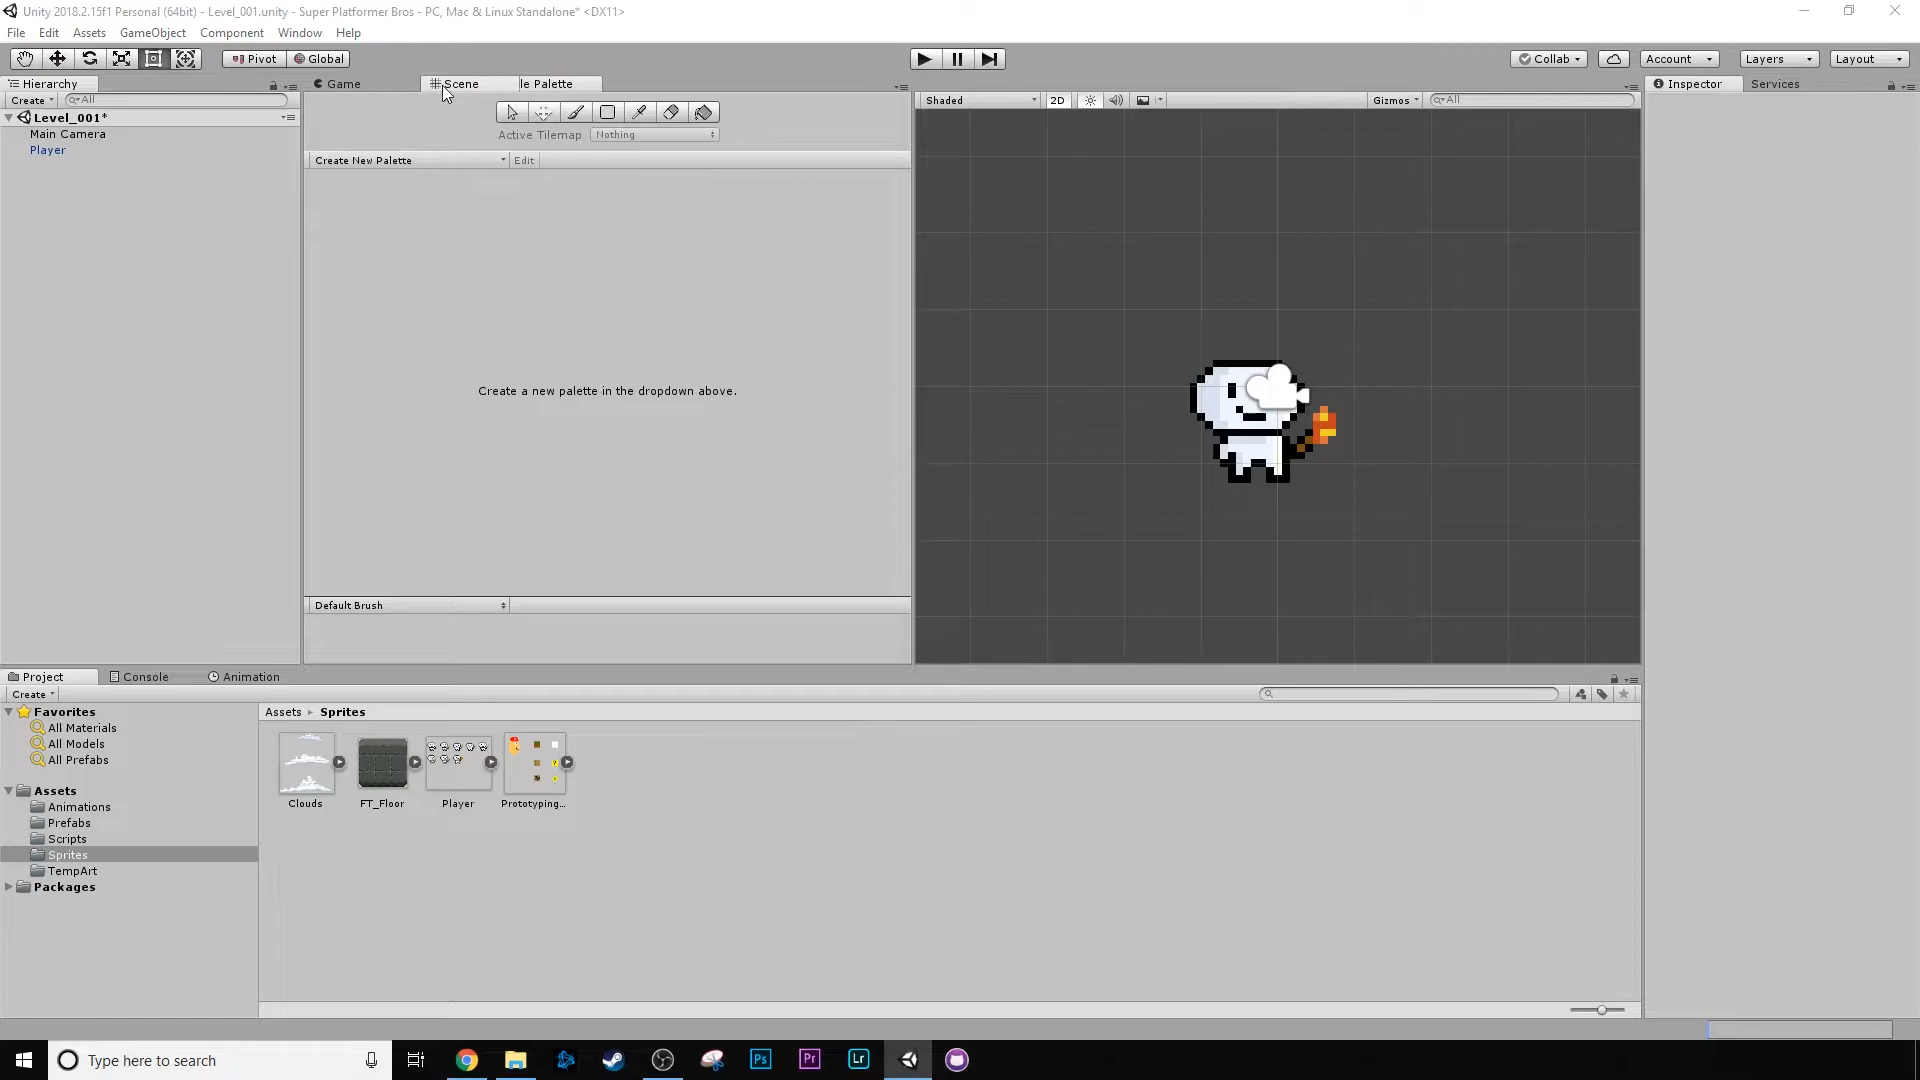 Unity 2018.2.15f1 Personal (64bit) - Level_001.unity - Super Platformer Bros - PC, Mac & Linux Standalone* <DX11>
File Edit Assets GameObject Component Window Help
Pivot Global Collab Account Layers Layout
Hierarchy Game Scene le Palette Inspector Services
Create All Shaded 2D Gizmos All
Level_001*
Main Camera
Player
Active Tilemap Nothing
Create New Palette Edit
Create a new palette in the dropdown above.
Default Brush
Project Console Animation
Create
Favorites
All Materials
All Models
All Prefabs
Assets
Animations
Prefabs
Scripts
Sprites
TempArt
Packages
Assets Sprites
Clouds FT_Floor Player Prototyping...
Type here to search Ps Pr Lr